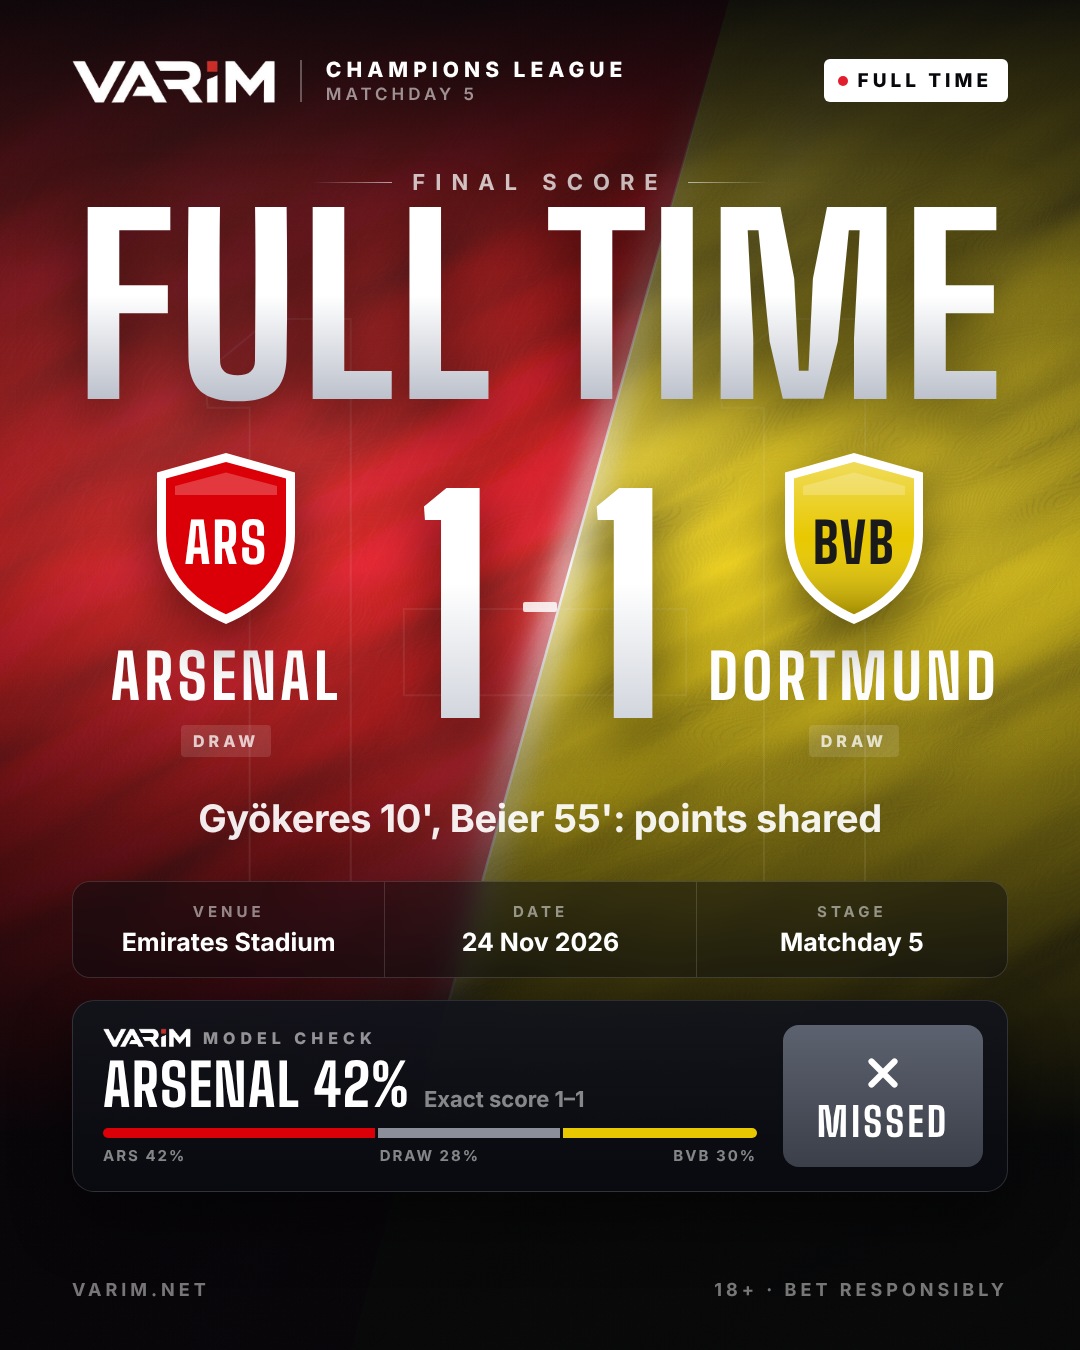 VARiM
CHAMPIONS LEAGUE
MATCHDAY 5
FULL TIME
FINAL SCORE
FULL TIME
ARS
1–1
BVB
ARSENAL
DORTMUND
DRAW
DRAW
Gyökeres 10', Beier 55': points shared
VENUE
Emirates Stadium
DATE
24 Nov 2026
STAGE
Matchday 5
VARiM MODEL CHECK
ARSENAL 42% Exact score 1–1
MISSED
ARS 42%
DRAW 28%
BVB 30%
VARIM.NET
18+ · BET RESPONSIBLY